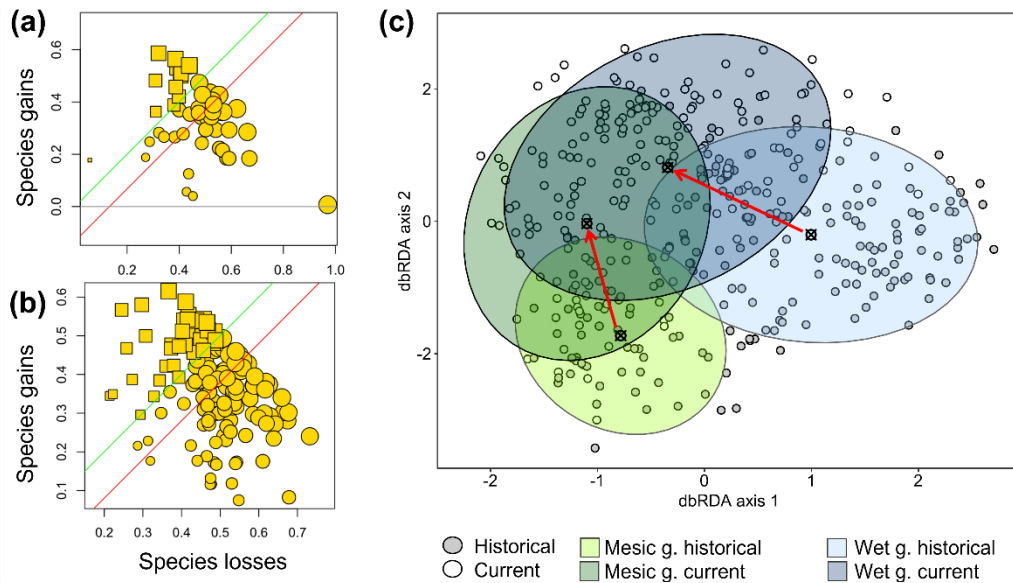 (a)
Species gains
0.6
0.4
0.2
0.0
0.2 0.4 0.6 0.8 1.0
(b)
Species gains
0.6
0.5
0.4
0.3
0.2
0.1
0.2 0.3 0.4 0.5 0.6 0.7
Species losses
(c)
dbRDA axis 2
2
0
-2
-2 -1 0 1 2
dbRDA axis 1
Historical Mesic g. historical Wet g. historical
Current Mesic g. current Wet g. current